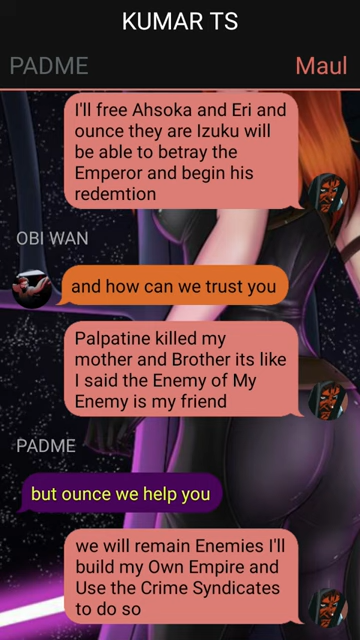 KUMAR TS
PADME
Maul
I'll free Ahsoka and Eri and
ounce they are Izuku will
be able to betray the
Emperor and begin his
redemtion
OBI WAN
and how can we trust you
Palpatine killed my
mother and Brother its like
I said the Enemy of My
Enemy is my friend
PADME
but ounce we help you
we will remain Enemies I'll
build my Own Empire and
Use the Crime Syndicates
to do so